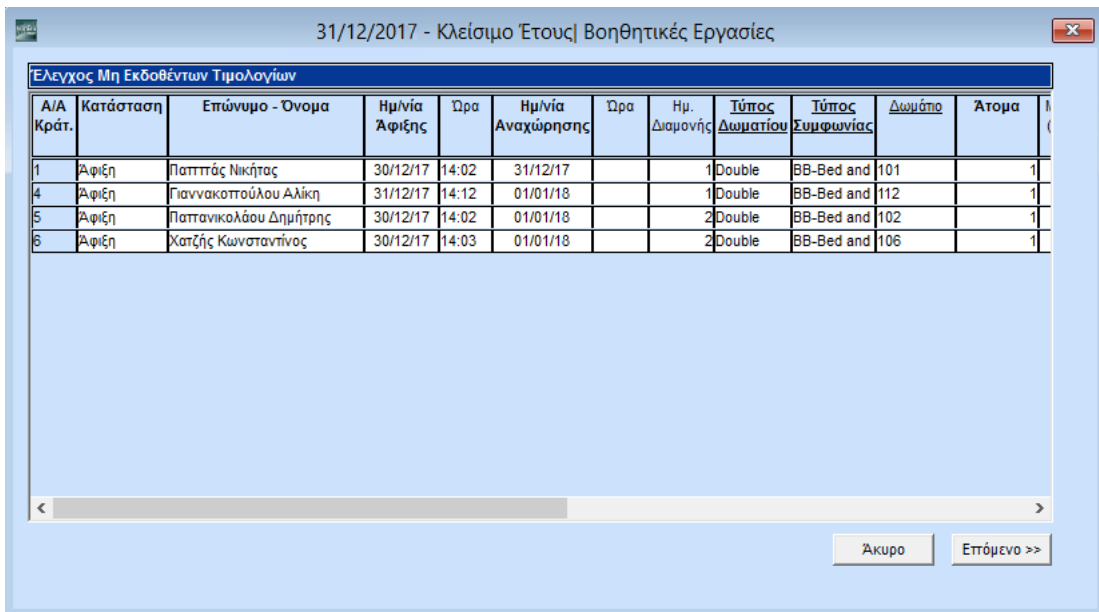 31/12/2017 - Κλείσιμο Έτους| Βοηθητικές Εργασίες
Έλεγχος Μη Εκδοθέντων Τιμολογίων
Α/Α Κράτ. Κατάσταση Επώνυμο - Όνομα Ημ/νία Άφιξης Ώρα Ημ/νία Αναχώρησης Ώρα Ημ. Διαμονής Τύπος Δωματίου Τύπος Συμφωνίας Δωμάτιο Άτομα
1 Άφιξη Παππάς Νικήτας 30/12/17 14:02 31/12/17 1 Double BB-Bed and 101 1
4 Άφιξη Γιαννακοπούλου Αλίκη 31/12/17 14:12 01/01/18 1 Double BB-Bed and 112 1
5 Άφιξη Παπανικολάου Δημήτρης 30/12/17 14:02 01/01/18 2 Double BB-Bed and 102 1
6 Άφιξη Χατζής Κωνσταντίνος 30/12/17 14:03 01/01/18 2 Double BB-Bed and 106 1
Άκυρο Επόμενο >>